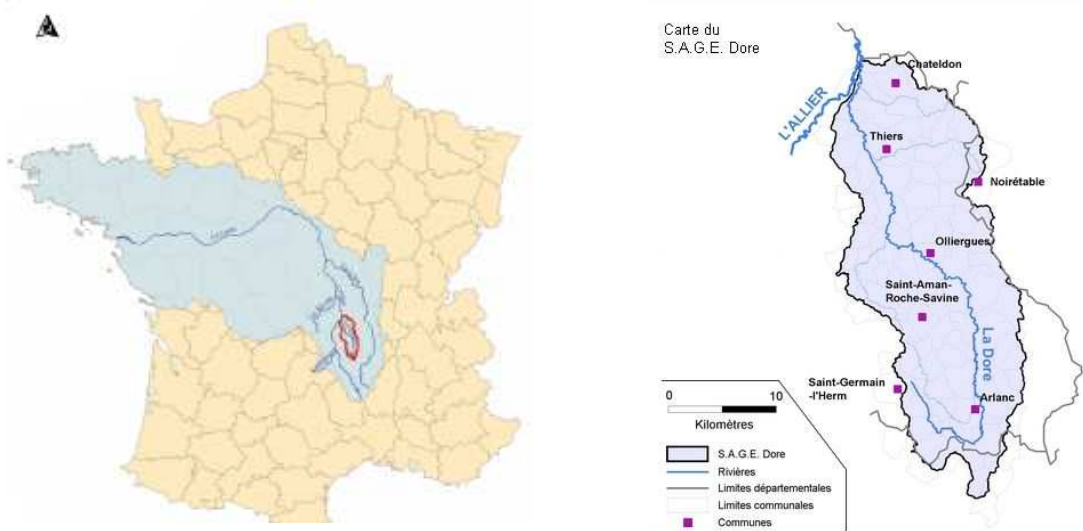 Carte du
S.A.G.E. Dore
Chateldon
L'ALLIER
Thiers
Noirétable
Olliergues
Saint-Aman-
Roche-Savine
La Dore
Saint-Germain
-l'Herm
Arlanc
0 10
Kilomètres
S.A.G.E. Dore
Rivières
Limites départementales
Limites communales
Communes